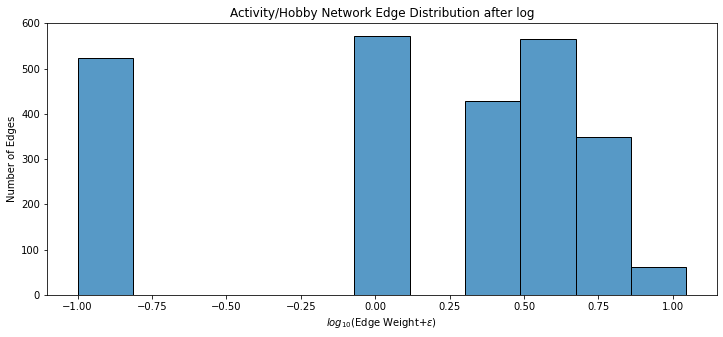 Activity/Hobby Network Edge Distribution after log
600
500
400
300
200
100
0
Number of Edges
−1.00 −0.75 −0.50 −0.25 0.00 0.25 0.50 0.75 1.00
log₁₀(Edge Weight+ε)